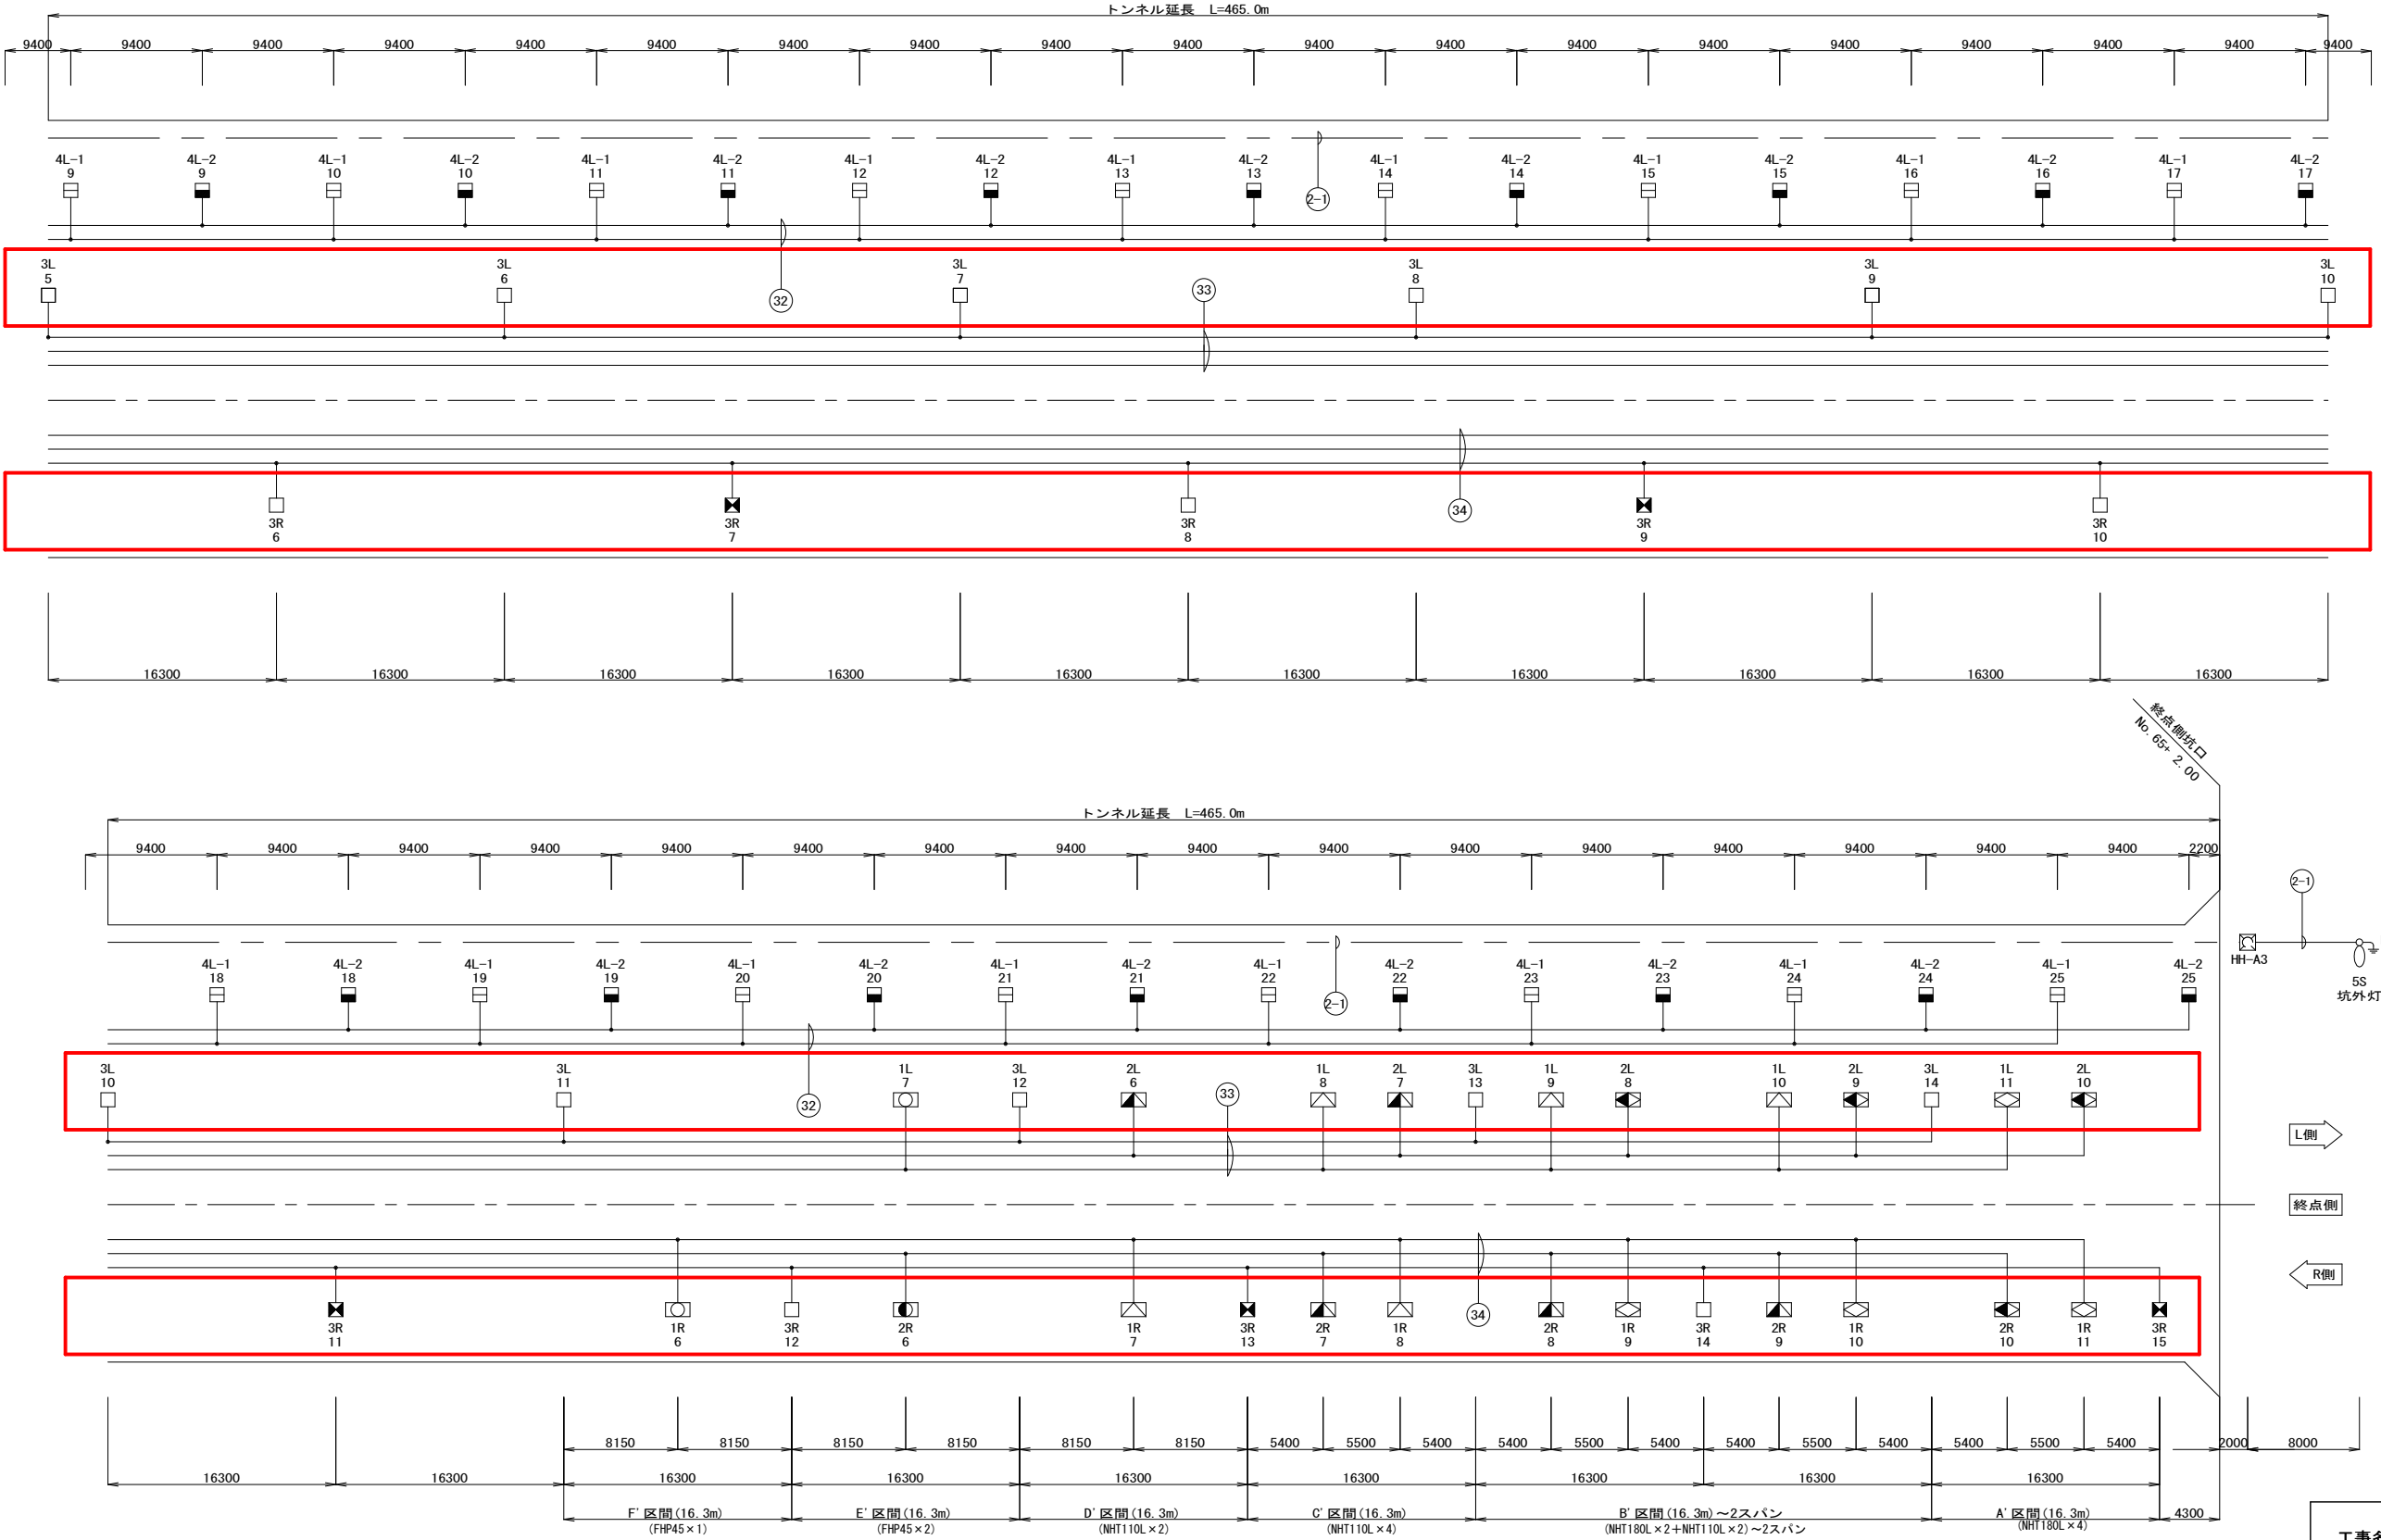 トンネル延長 L=465.0m
9400 9400 9400 9400 9400 9400 9400 9400 9400 9400 9400 9400 9400 9400 9400 9400 9400 9400 9400
4L-1 4L-2 4L-1 4L-2 4L-1 4L-2 4L-1 4L-2 4L-1 4L-2 4L-1 4L-2 4L-1 4L-2 4L-1 4L-2 4L-1 4L-2
9 9 10 10 11 11 12 12 13 13 14 14 15 15 16 16 17 17
2-1
3L 3L 3L 3L 3L 3L
5 6 7 8 9 10
32 33
34
3R 3R 3R 3R 3R
6 7 8 9 10
16300 16300 16300 16300 16300 16300 16300 16300 16300 16300
終点側坑口
No.65+ 2.00
トンネル延長 L=465.0m
9400 9400 9400 9400 9400 9400 9400 9400 9400 9400 9400 9400 9400 9400 9400 9400 2200
2-1
4L-1 4L-2 4L-1 4L-2 4L-1 4L-2 4L-1 4L-2 4L-1 4L-2 4L-1 4L-2 4L-1 4L-2 4L-1 4L-2
18 18 19 19 20 20 21 21 22 22 23 23 24 24 25 25
2-1
HH-A3
5S
坑外灯
3L 3L 1L 3L 2L 1L 2L 3L 1L 2L 1L 2L 3L 1L 2L
10 11 7 12 6 8 7 13 9 8 10 9 14 11 10
32 33
L側
終点側
R側
34
3R 1R 3R 2R 1R 3R 2R 1R 2R 1R 3R 2R 1R 2R 1R 3R
11 6 12 6 7 13 7 8 8 9 14 9 10 10 11 15
8150 8150 8150 8150 8150 8150 5400 5500 5400 5400 5500 5400 5400 5500 5400 5400 5500 5400 2000 8000
16300 16300 16300 16300 16300 16300 16300 16300 16300
F'区間(16.3m) E'区間(16.3m) D'区間(16.3m) C'区間(16.3m) B'区間(16.3m)～2スパン A'区間(16.3m) 4300
(FHP45×1) (FHP45×2) (NHT110L×2) (NHT110L×4) (NHT180L×2+NHT110L×2)～2スパン (NHT180L×4)